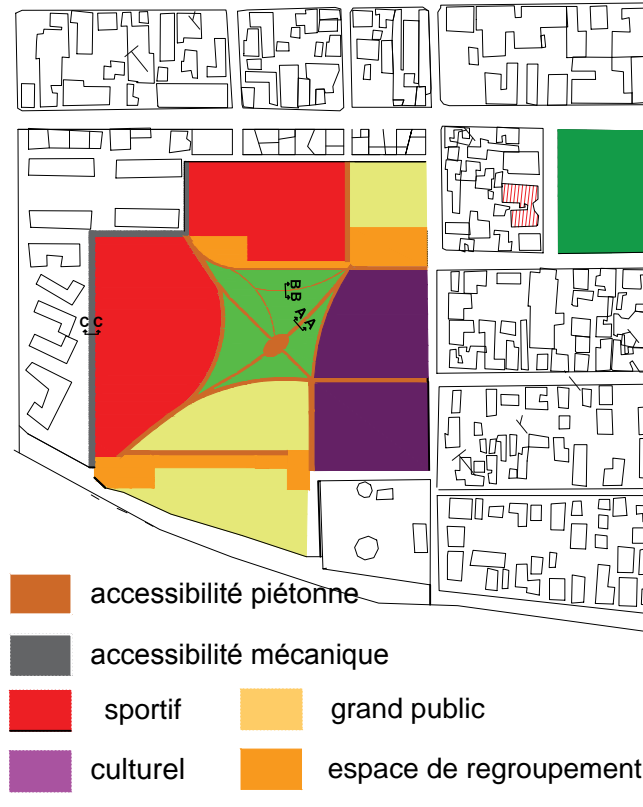 B
B
A
A
C C
accessibilité piétonne
accessibilité mécanique
sportif
grand public
culturel
espace de regroupement